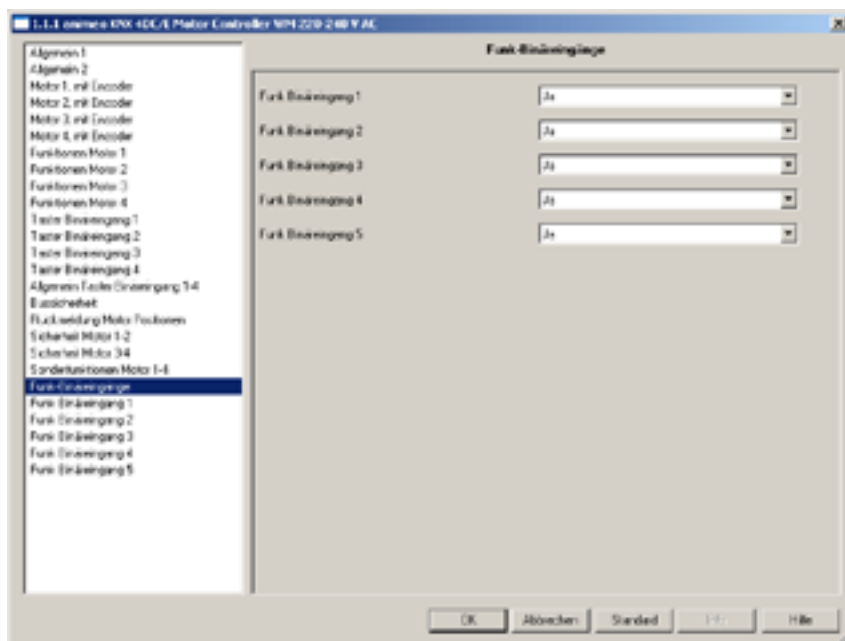 1.1.1 animeo KNX 4DC/E Motor Controller WM 220-240 V AC
Funk-Binäreingänge
Allgemein 1
Allgemein 2
Motor 1, mit Encoder
Motor 2, mit Encoder
Motor 3, mit Encoder
Motor 4, mit Encoder
Funktionen Motor 1
Funktionen Motor 2
Funktionen Motor 3
Funktionen Motor 4
Taster Binäreingang 1
Taster Binäreingang 2
Taster Binäreingang 3
Taster Binäreingang 4
Allgemein Taster Binäreingang 1-4
Bussicherheit
Rückmeldung Motor Positionen
Sicherheit Motor 1-2
Sicherheit Motor 3-4
Sonderfunktionen Motor 1-4
Funk-Binäreingänge
Funk Binäreingang 1
Funk Binäreingang 2
Funk Binäreingang 3
Funk Binäreingang 4
Funk Binäreingang 5
Funk Binäreingang 1 Ja
Funk Binäreingang 2 Ja
Funk Binäreingang 3 Ja
Funk Binäreingang 4 Ja
Funk Binäreingang 5 Ja
OK Abbrechen Standard Info Hilfe